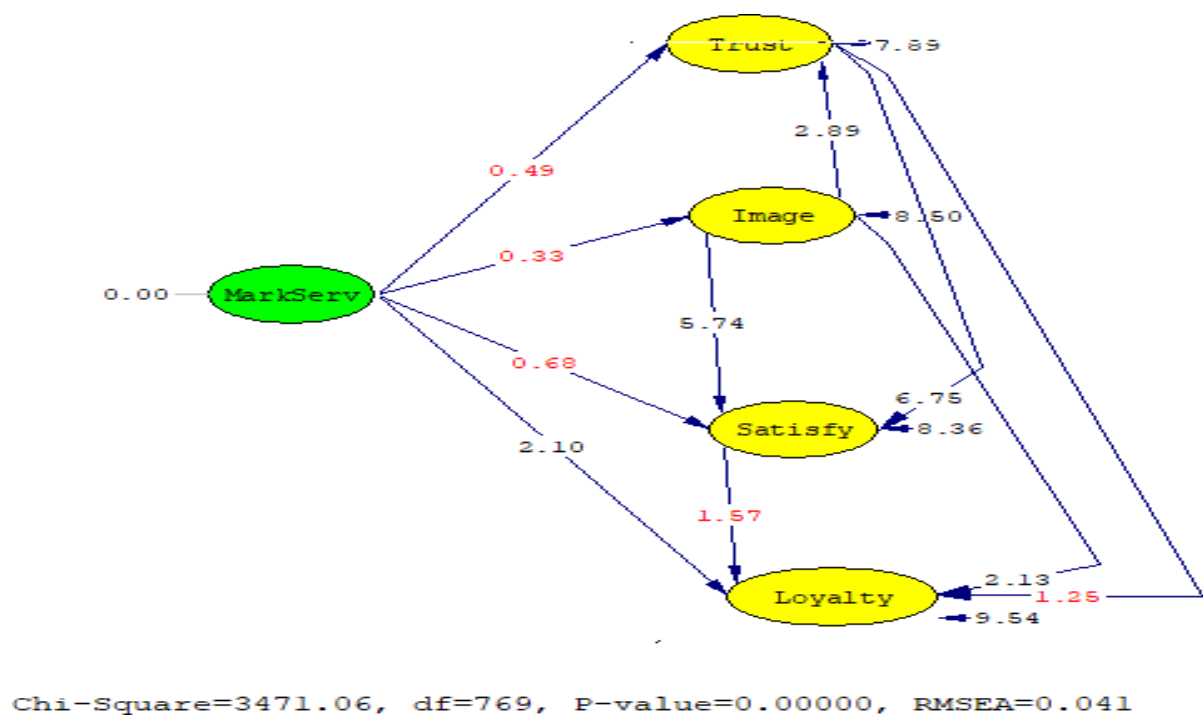 Trust
7.89
2.89
0.49
Image
8.50
0.33
0.00
MarkServ
5.74
0.68
6.75
Satisfy
8.36
2.10
1.57
2.13
Loyalty
1.25
9.54
Chi-Square=3471.06, df=769, P-value=0.00000, RMSEA=0.041